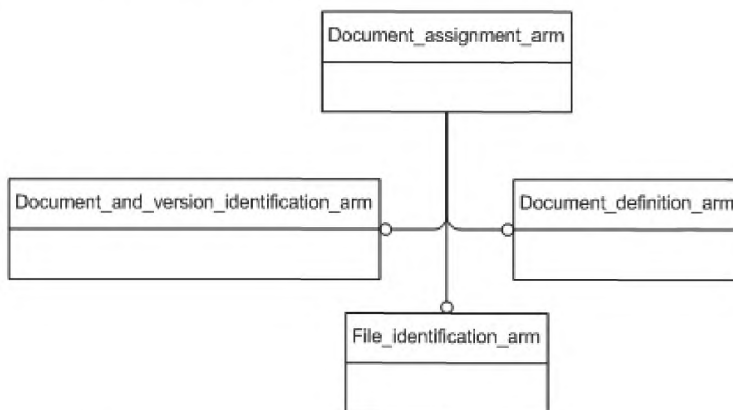 Document_assignment_arm
Document_and_version_identification_arm
Document_definition_arm
File_identification_arm